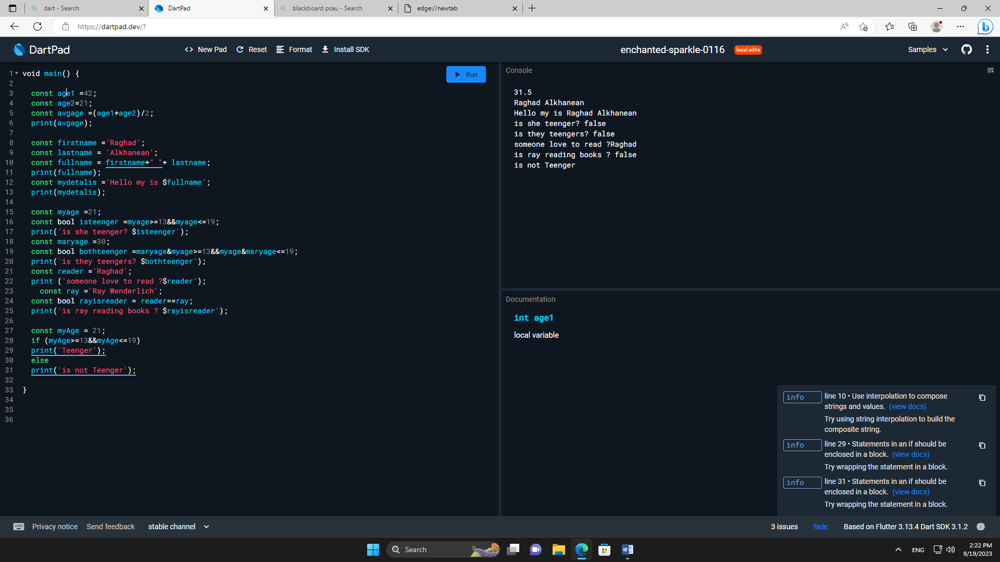 dart - Search
DartPad
blackboard psau - Search
edge://newtab
https://dartpad.dev/?
DartPad
New Pad
Reset
Format
Install SDK
enchanted-sparkle-0116
local edits
Samples
1 void main() {
2
3 const age1 =42;
4 const age2=21;
5 const avgage =(age1+age2)/2;
6 print(avgage);
7
8 const firstname ='Raghad';
9 const lastname = 'Alkhanean';
10 const fullname = firstname+" "+ lastname;
11 print(fullname);
12 const mydetalis ='Hello my is $fullname';
13 print(mydetalis);
14
15 const myage =21;
16 const bool isteenger =myage>=13&&myage<=19;
17 print('is she teenger? $isteenger');
18 const maryage =30;
19 const bool bothteenger =maryage&myage>=13&&myage&maryage<=19;
20 print('is they teengers? $bothteenger');
21 const reader ='Raghad';
22 print ('someone love to read ?$reader');
23 const ray ='Ray Wenderlich';
24 const bool rayisreader = reader==ray;
25 print('is ray reading books ? $rayisreader');
26
27 const myAge = 21;
28 if (myAge>=13&&myAge<=19)
29 print('Teenger');
30 else
31 print('is not Teenger');
32
33 }
34
35
36
Run
Console
31.5
Raghad Alkhanean
Hello my is Raghad Alkhanean
is she teenger? false
is they teengers? false
someone love to read ?Raghad
is ray reading books ? false
is not Teenger
Documentation
int age1
local variable
info
line 10 • Use interpolation to compose
strings and values. (view docs)
Try using string interpolation to build the
composite string.
info
line 29 • Statements in an if should be
enclosed in a block. (view docs)
Try wrapping the statement in a block.
info
line 31 • Statements in an if should be
enclosed in a block. (view docs)
Try wrapping the statement in a block.
Privacy notice
Send feedback
stable channel
3 issues
hide
Based on Flutter 3.13.4 Dart SDK 3.1.2
Search
ENG
2:22 PM
9/19/2023